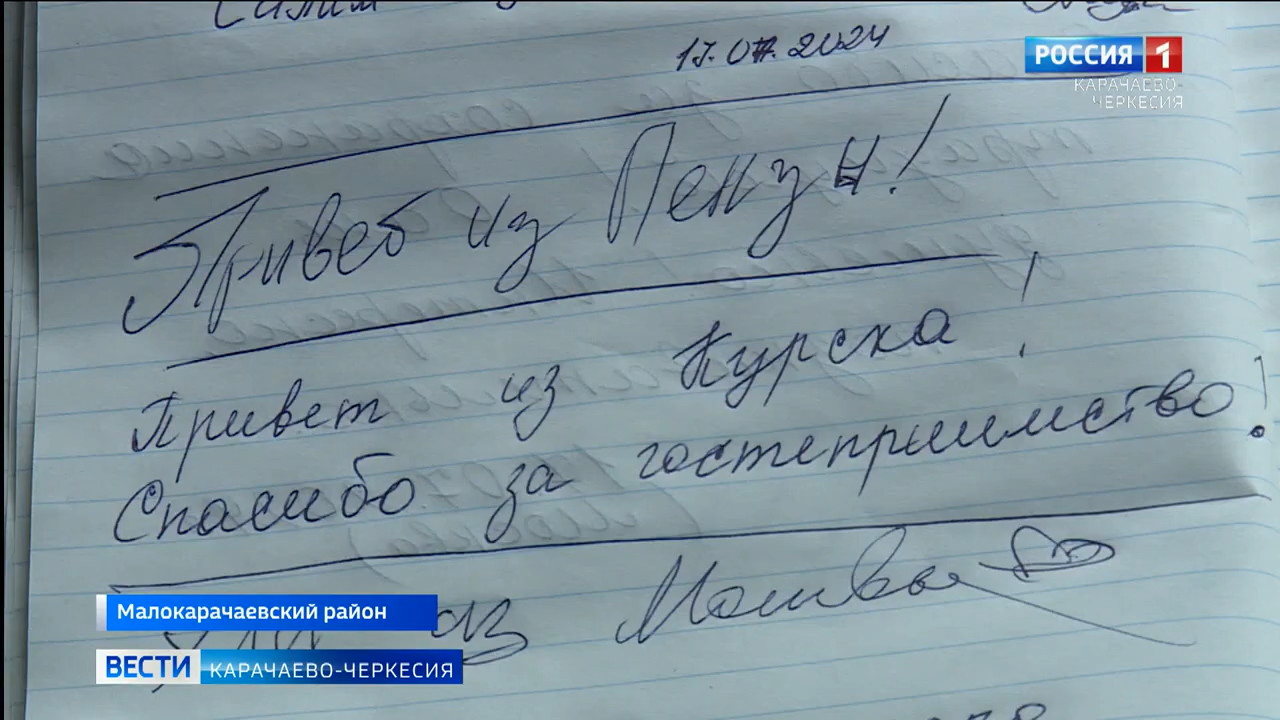 17.07.2024
РОССИЯ 1
КАРАЧАЕВО-
ЧЕРКЕСИЯ
Привет из Пензы!
Привет из Курска!
Спасибо за гостеприимство!
из Москвы
Малокарачаевский район
ВЕСТИ КАРАЧАЕВО-ЧЕРКЕСИЯ